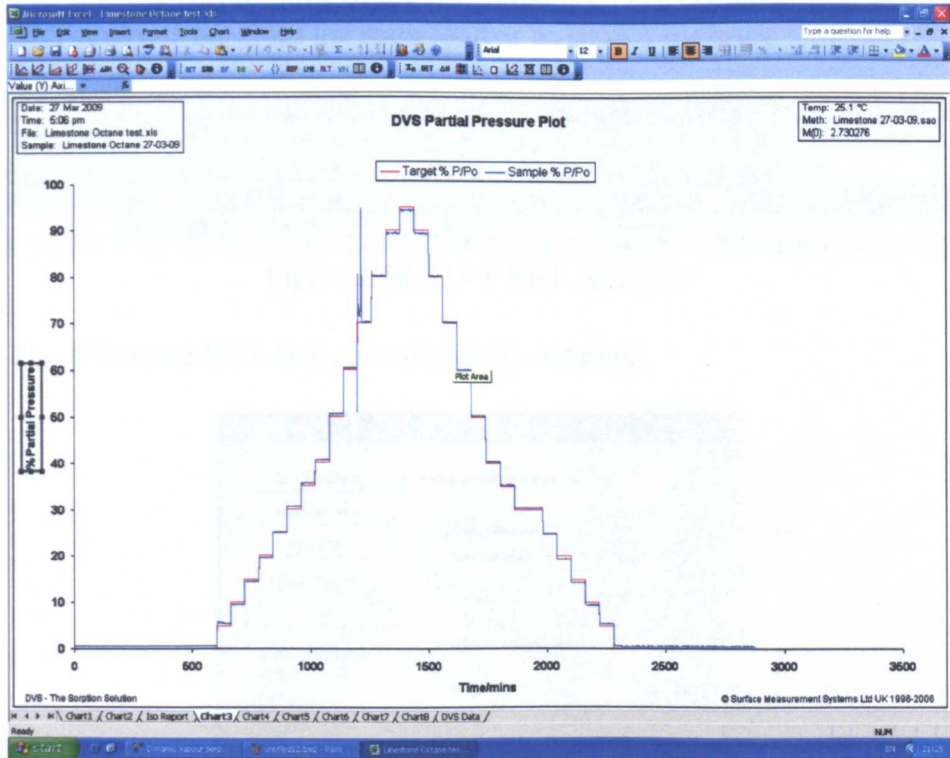 Microsoft Excel - Limestone Octane test.xls
File Edit View Insert Format Tools Chart Window Help
Type a question for help
Arial 12 B I U
Value (Y) Axi...
Date: 27 Mar 2009
Time: 5:06 pm
File: Limestone Octane test.xls
Sample: Limestone Octane 27-03-09
DVS Partial Pressure Plot
Temp: 25.1 °C
Meth: Limestone 27-03-09.sao
M(0): 2.730276
Target % P/Po Sample % P/Po
100
90
80
70
60
50
40
30
20
10
0
% Partial Pressure
Plot Area
0 500 1000 1500 2000 2500 3000 3500
Time/mins
DVS - The Sorption Solution
© Surface Measurement Systems Ltd UK 1996-2006
Chart1 Chart2 Iso Report Chart3 Chart4 Chart5 Chart6 Chart7 Chart8 DVS Data
Ready
NUM
start
Limestone Octane tes...
EN